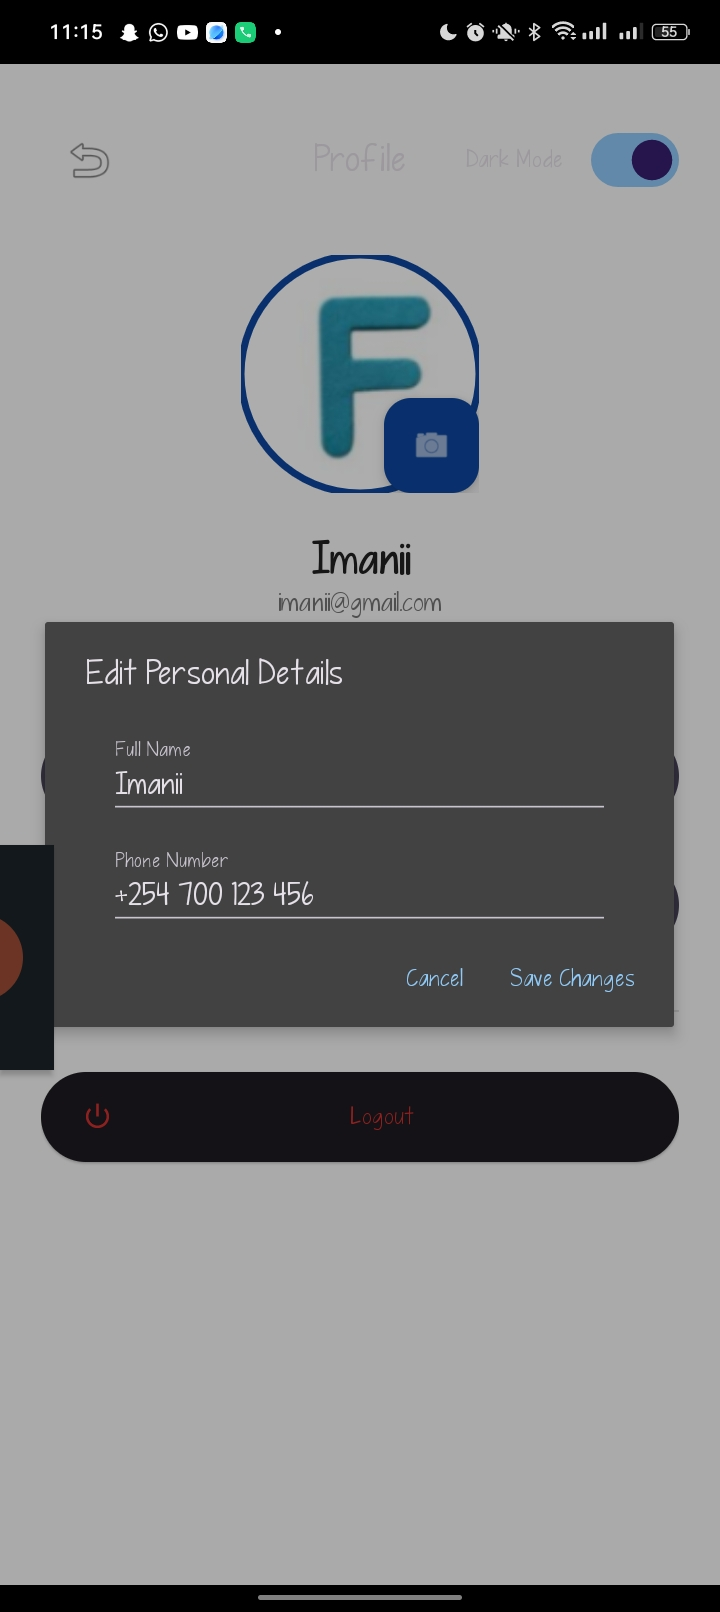 11:15
55
Profile
Dark Mode
F
Imanii
imanii@gmail.com
Edit Personal Details
Full Name
Imanii
Phone Number
+254 700 123 456
Cancel Save Changes
Logout